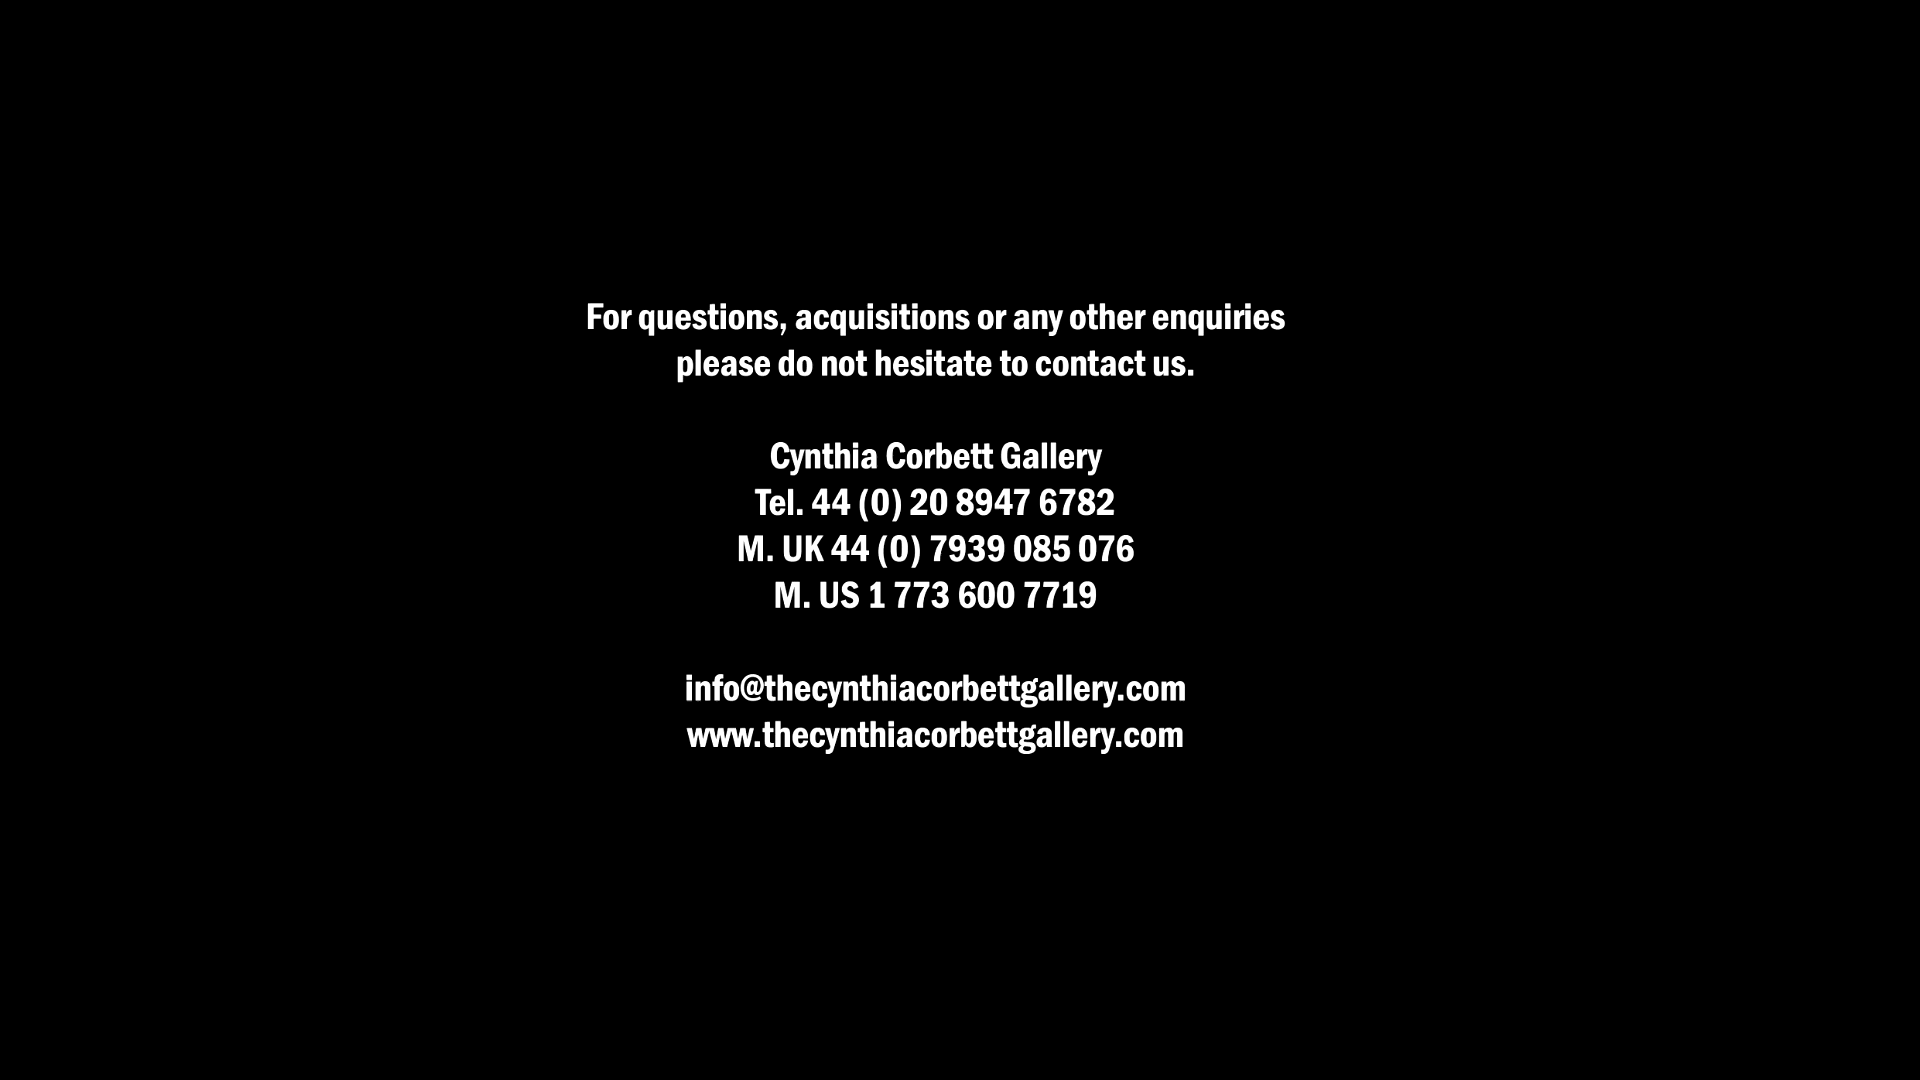 For questions, acquisitions or any other enquiries
please do not hesitate to contact us.
Cynthia Corbett Gallery
Tel. 44 (0) 20 8947 6782
M. UK 44 (0) 7939 085 076
M. US 1 773 600 7719
info@thecynthiacorbettgallery.com
www.thecynthiacorbettgallery.com